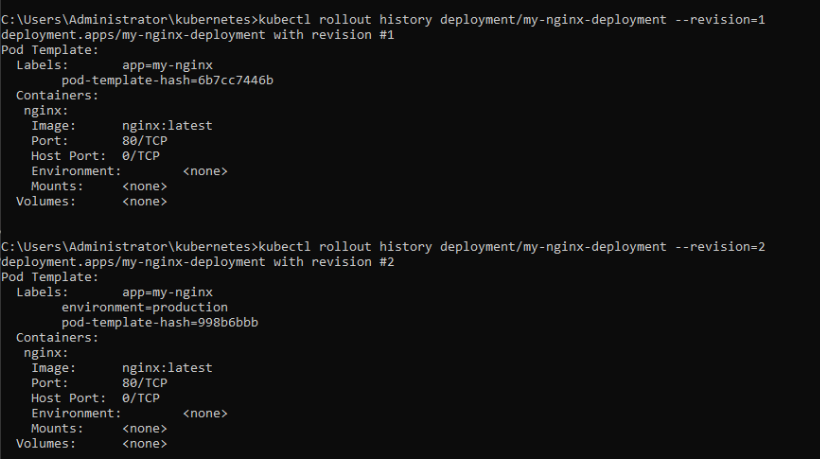 C:\Users\Administrator\kubernetes>kubectl rollout history deployment/my-nginx-deployment --revision=1
deployment.apps/my-nginx-deployment with revision #1
Pod Template:
  Labels:       app=my-nginx
        pod-template-hash=6b7cc7446b
  Containers:
   nginx:
    Image:      nginx:latest
    Port:       80/TCP
    Host Port:  0/TCP
    Environment:        <none>
    Mounts:     <none>
  Volumes:      <none>
C:\Users\Administrator\kubernetes>kubectl rollout history deployment/my-nginx-deployment --revision=2
deployment.apps/my-nginx-deployment with revision #2
Pod Template:
  Labels:       app=my-nginx
        environment=production
        pod-template-hash=998b6bbb
  Containers:
   nginx:
    Image:      nginx:latest
    Port:       80/TCP
    Host Port:  0/TCP
    Environment:        <none>
    Mounts:     <none>
  Volumes:      <none>